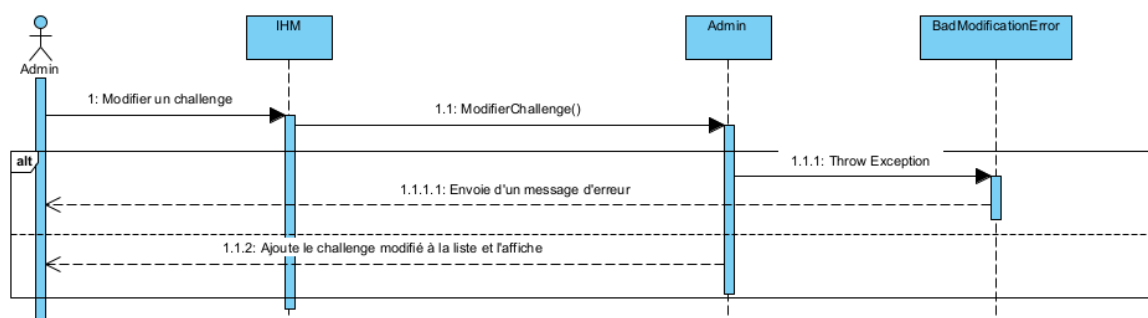 IHM
Admin
BadModificationError
Admin
1: Modifier un challenge
1.1: ModifierChallenge()
alt
1.1.1: Throw Exception
1.1.1.1: Envoie d'un message d'erreur
1.1.2: Ajoute le challenge modifié à la liste et l'affiche